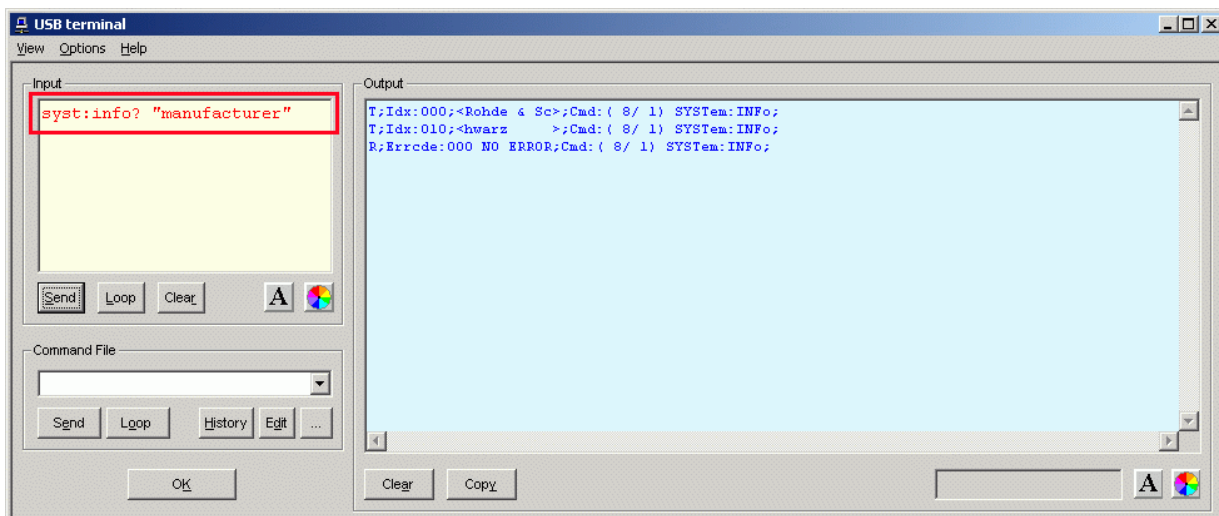 USB terminal
View Options Help
Input
syst:info? "manufacturer"
Send Loop Clear A
Command File
Send Loop History Edit ...
OK
Output
T;Idx:000;<Rohde & Sc>;Cmd:( 8/ 1) SYSTem:INFo;
T;Idx:010;<hwarz     >;Cmd:( 8/ 1) SYSTem:INFo;
R;Errcde:000 NO ERROR;Cmd:( 8/ 1) SYSTem:INFo;
Clear Copy A